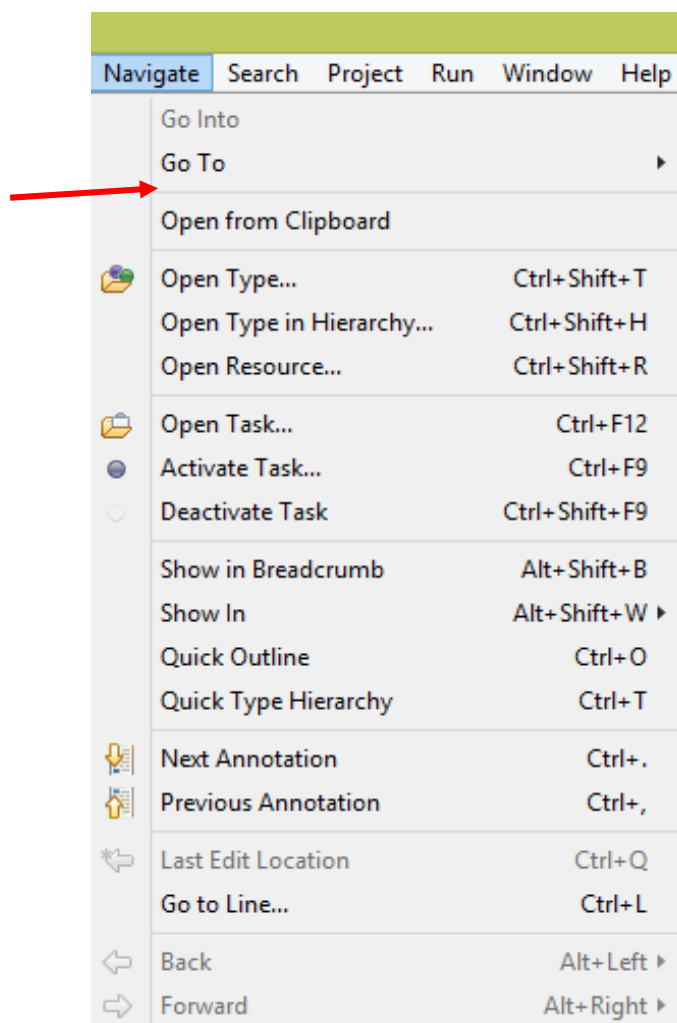 Navigate Search Project Run Window Help
Go Into
Go To
Open from Clipboard
Open Type... Ctrl+Shift+T
Open Type in Hierarchy... Ctrl+Shift+H
Open Resource... Ctrl+Shift+R
Open Task... Ctrl+F12
Activate Task... Ctrl+F9
Deactivate Task Ctrl+Shift+F9
Show in Breadcrumb Alt+Shift+B
Show In Alt+Shift+W
Quick Outline Ctrl+O
Quick Type Hierarchy Ctrl+T
Next Annotation Ctrl+.
Previous Annotation Ctrl+,
Last Edit Location Ctrl+Q
Go to Line... Ctrl+L
Back Alt+Left
Forward Alt+Right